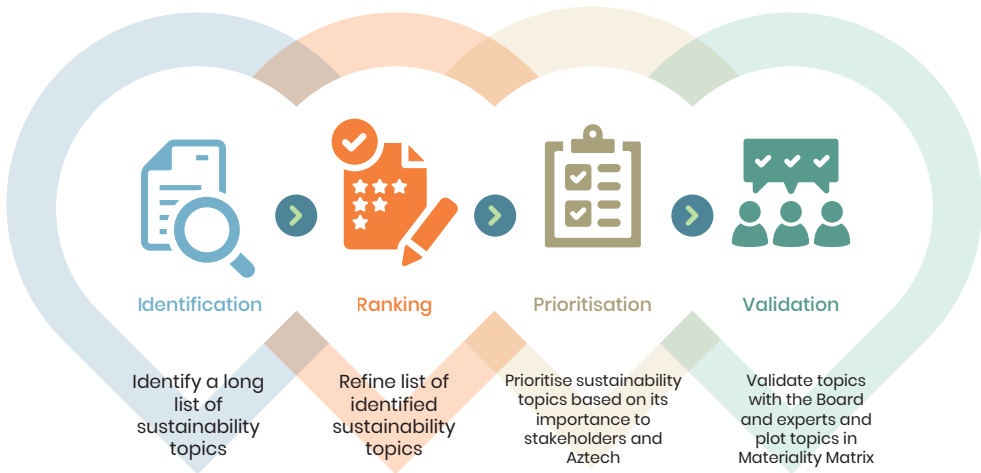 Identification
Ranking
Prioritisation
Validation
Identify a long
list of
sustainability
topics
Refine list of
identified
sustainability
topics
Prioritise sustainability
topics based on its
importance to
stakeholders and
Aztech
Validate topics
with the Board
and experts and
plot topics in
Materiality Matrix